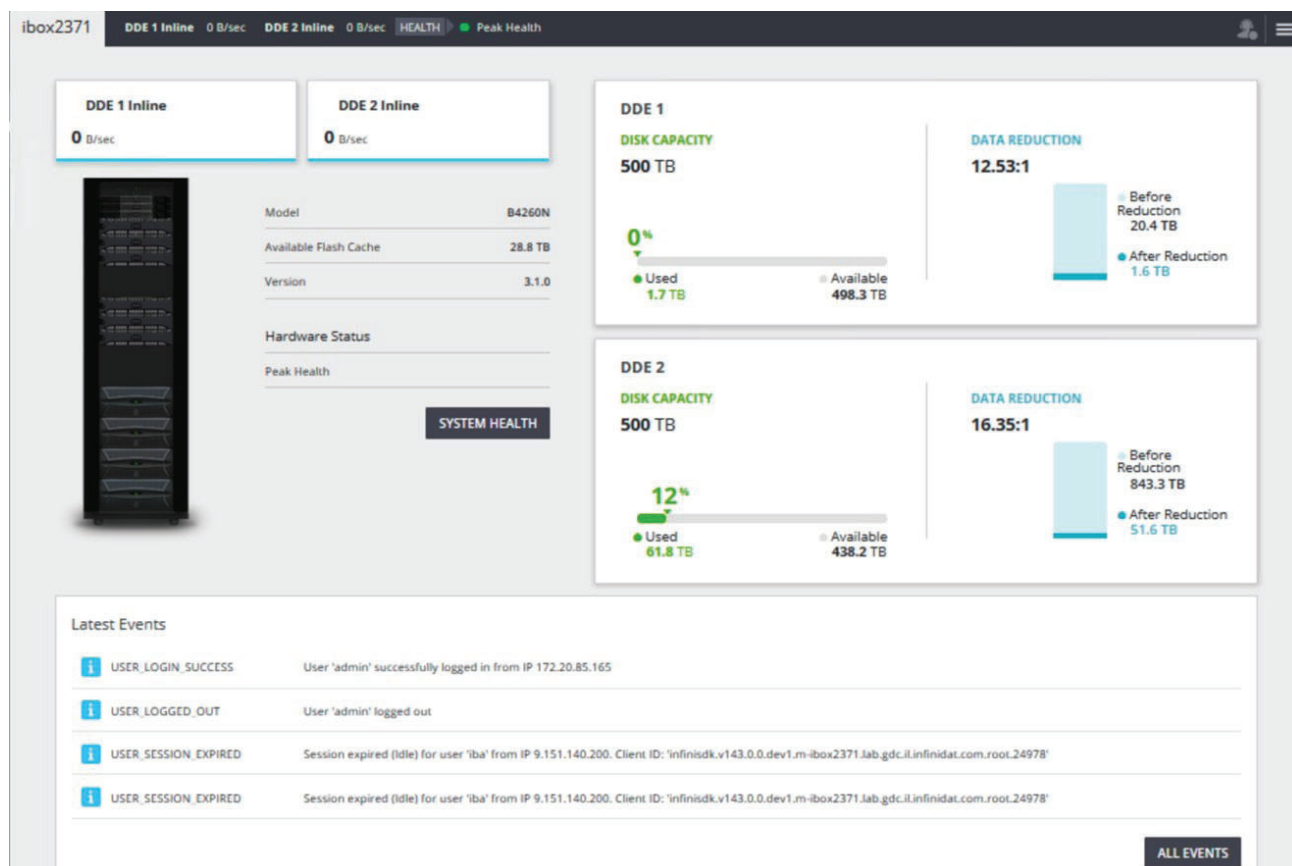 ibox2371 DDE 1 Inline 0 B/sec DDE 2 Inline 0 B/sec HEALTH Peak Health
DDE 1 Inline
0 B/sec
DDE 2 Inline
0 B/sec
Model B4260N
Available Flash Cache 28.8 TB
Version 3.1.0
Hardware Status
Peak Health
SYSTEM HEALTH
DDE 1
DISK CAPACITY
500 TB
0%
Used
1.7 TB
Available
498.3 TB
DATA REDUCTION
12.53:1
Before
Reduction
20.4 TB
After Reduction
1.6 TB
DDE 2
DISK CAPACITY
500 TB
12%
Used
61.8 TB
Available
438.2 TB
DATA REDUCTION
16.35:1
Before
Reduction
843.3 TB
After Reduction
51.6 TB
Latest Events
USER_LOGIN_SUCCESS User 'admin' successfully logged in from IP 172.20.85.165
USER_LOGGED_OUT User 'admin' logged out
USER_SESSION_EXPIRED Session expired (Idle) for user 'iba' from IP 9.151.140.200. Client ID: 'infinisdk.v143.0.0.dev1.m-ibox2371.lab.gdc.il.infinidat.com.root.24978'
USER_SESSION_EXPIRED Session expired (Idle) for user 'iba' from IP 9.151.140.200. Client ID: 'infinisdk.v143.0.0.dev1.m-ibox2371.lab.gdc.il.infinidat.com.root.24978'
ALL EVENTS